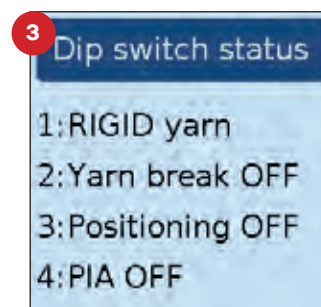 3
Dip switch status
1:RIGID yarn
2:Yarn break OFF
3:Positioning OFF
4:PIA OFF